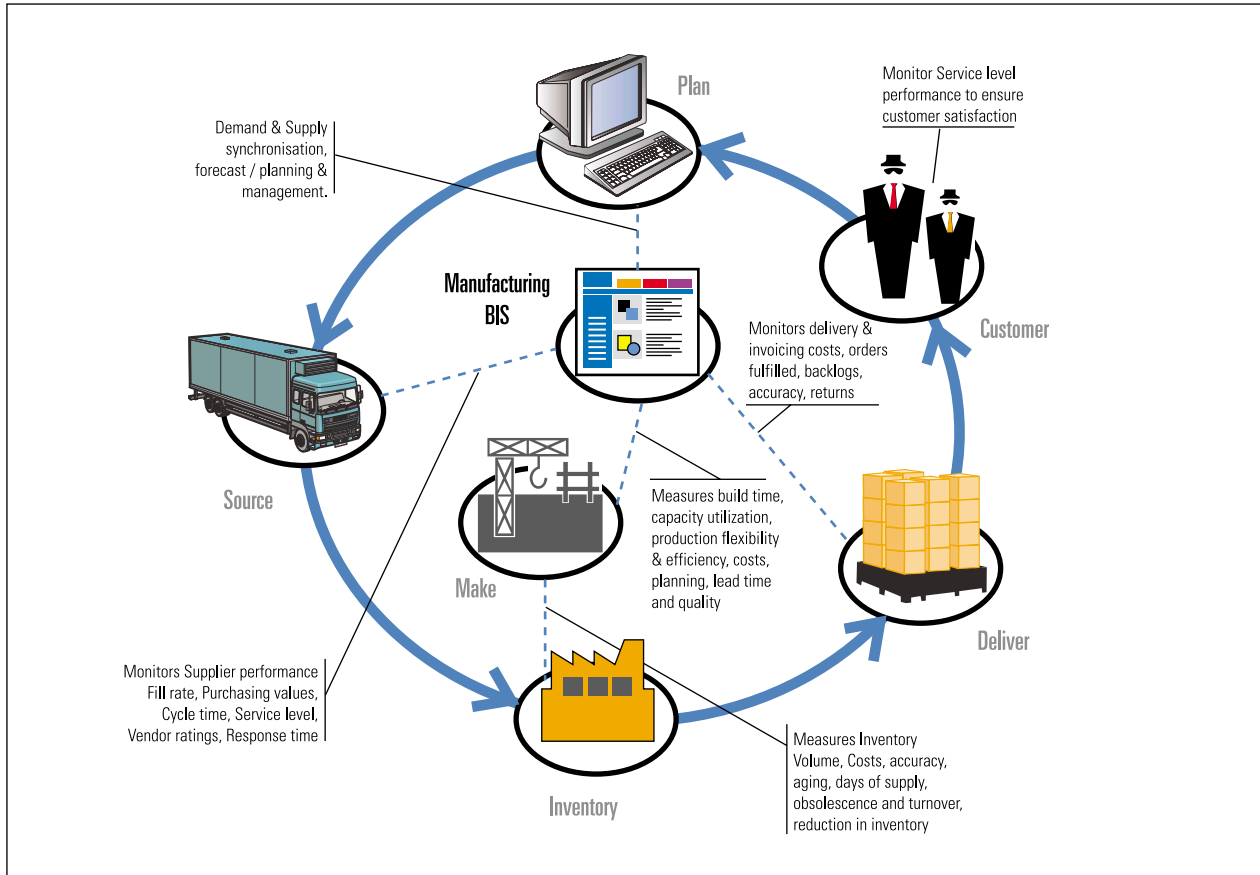 Plan
Monitor Service level
performance to ensure
customer satisfaction
Demand & Supply
synchronisation,
forecast / planning &
management.
Manufacturing
BIS
Customer
Monitors delivery &
invoicing costs, orders
fulfilled, backlogs,
accuracy, returns
Source
Measures build time,
capacity utilization,
production flexibility
& efficiency, costs,
planning, lead time
and quality
Make
Deliver
Monitors Supplier performance
Fill rate, Purchasing values,
Cycle time, Service level,
Vendor ratings, Response time
Measures Inventory
Volume, Costs, accuracy,
aging, days of supply,
obsolescence and turnover,
reduction in inventory
Inventory